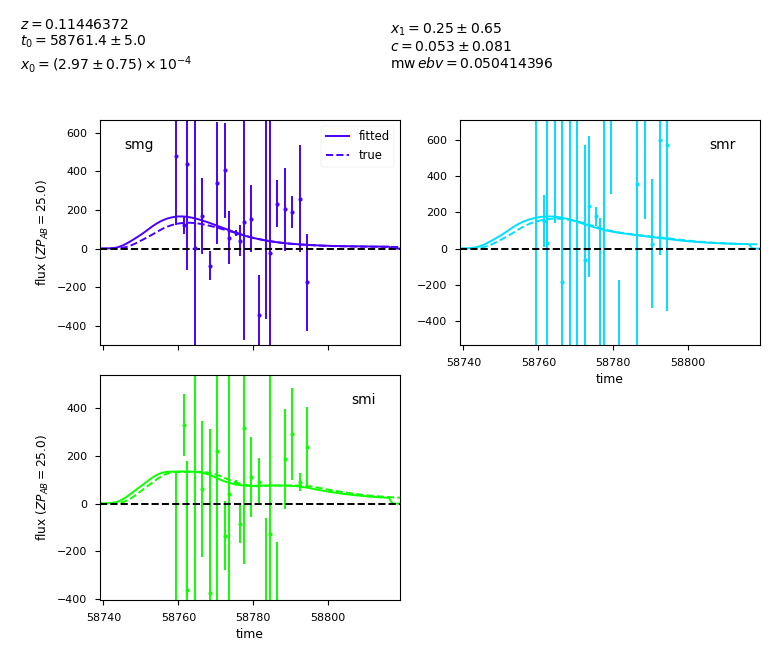 z = 0.11446372
t₀ = 58761.4 ± 5.0
x₀ = (2.97 ± 0.75) × 10⁻⁴
x₁ = 0.25 ± 0.65
c = 0.053 ± 0.081
mw ebv = 0.050414396
smg
fitted
true
flux (ZP_AB = 25.0)
600
400
200
0
−200
−400
smr
600
400
200
0
−200
−400
58740
58760
58780
58800
time
smi
flux (ZP_AB = 25.0)
400
200
0
−200
−400
58740
58760
58780
58800
time